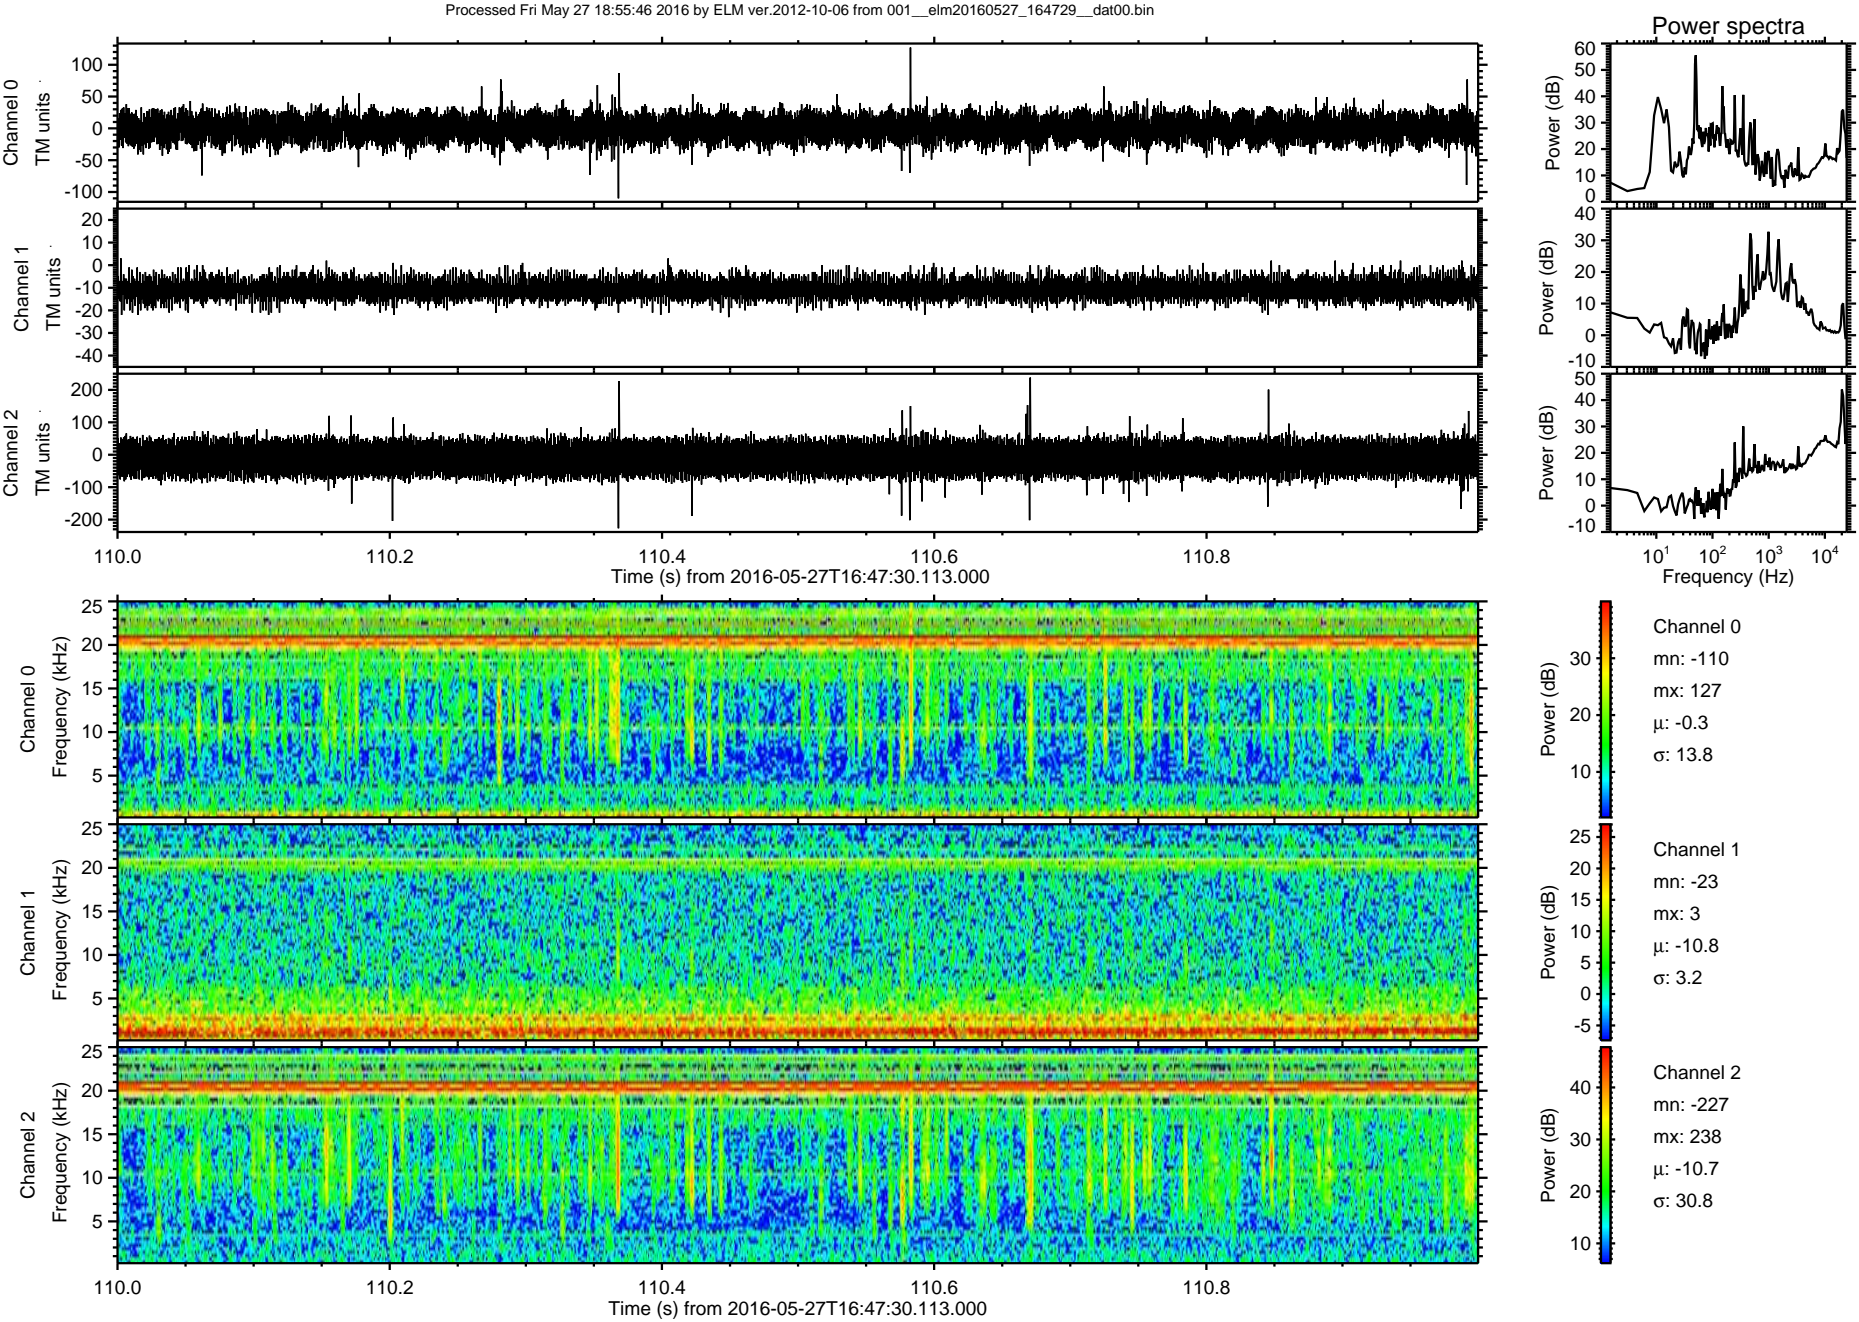 Processed Fri May 27 18:55:46 2016 by ELM ver.2012-10-06 from 001__elm20160527_164729__dat00.bin
Power spectra
Channel 0
TM units
100
50
0
-50
-100
Power (dB)
60
50
40
30
20
10
0
Channel 1
TM units
20
10
0
-10
-20
-30
-40
Power (dB)
40
30
20
10
0
-10
Channel 2
TM units
200
100
0
-100
-200
Power (dB)
50
40
30
20
10
0
-10
110.0 110.2 110.4 110.6 110.8
Time (s) from 2016-05-27T16:47:30.113.000
10^1 10^2 10^3 10^4
Frequency (Hz)
Channel 0
Frequency (kHz)
25
20
15
10
5
Power (dB)
30
20
10
Channel 0
mn: -110
mx: 127
μ: -0.3
σ: 13.8
Channel 1
Frequency (kHz)
25
20
15
10
5
Power (dB)
25
20
15
10
5
0
-5
Channel 1
mn: -23
mx: 3
μ: -10.8
σ: 3.2
Channel 2
Frequency (kHz)
25
20
15
10
5
Power (dB)
40
30
20
10
Channel 2
mn: -227
mx: 238
μ: -10.7
σ: 30.8
110.0 110.2 110.4 110.6 110.8
Time (s) from 2016-05-27T16:47:30.113.000